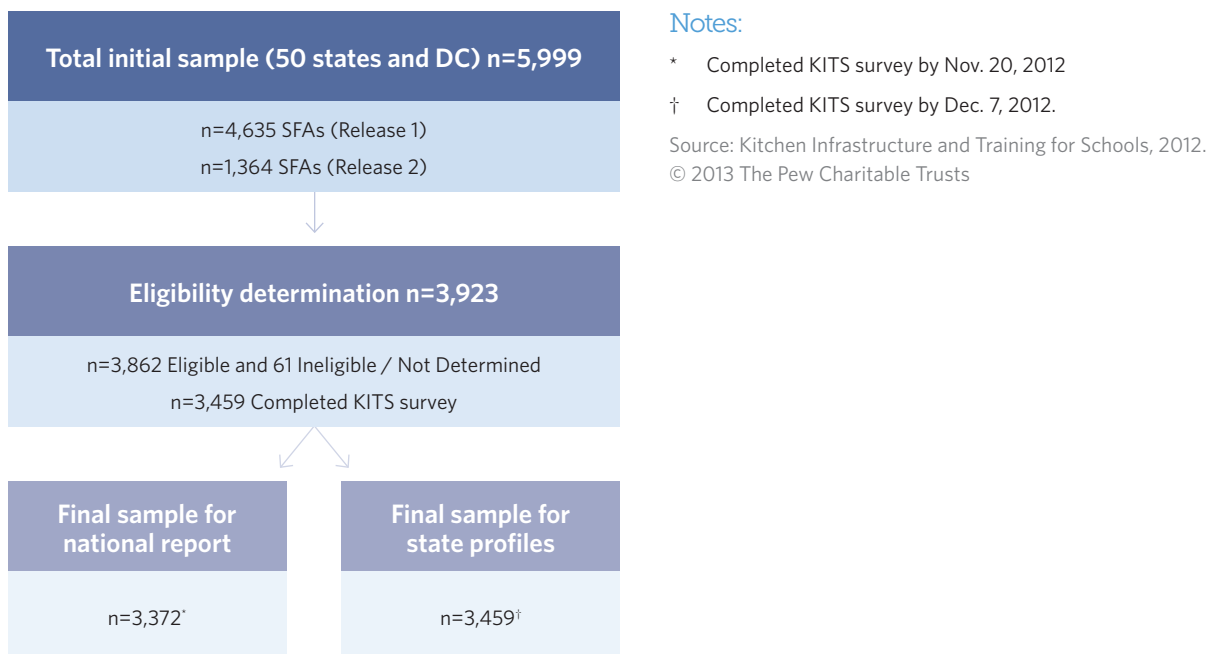 Total initial sample (50 states and DC) n=5,999
n=4,635 SFAs (Release 1)
n=1,364 SFAs (Release 2)
Eligibility determination n=3,923
n=3,862 Eligible and 61 Ineligible / Not Determined
n=3,459 Completed KITS survey
Final sample for
national report
n=3,372*
Final sample for
state profiles
n=3,459†
Notes:
* Completed KITS survey by Nov. 20, 2012
† Completed KITS survey by Dec. 7, 2012.
Source: Kitchen Infrastructure and Training for Schools, 2012.
© 2013 The Pew Charitable Trusts